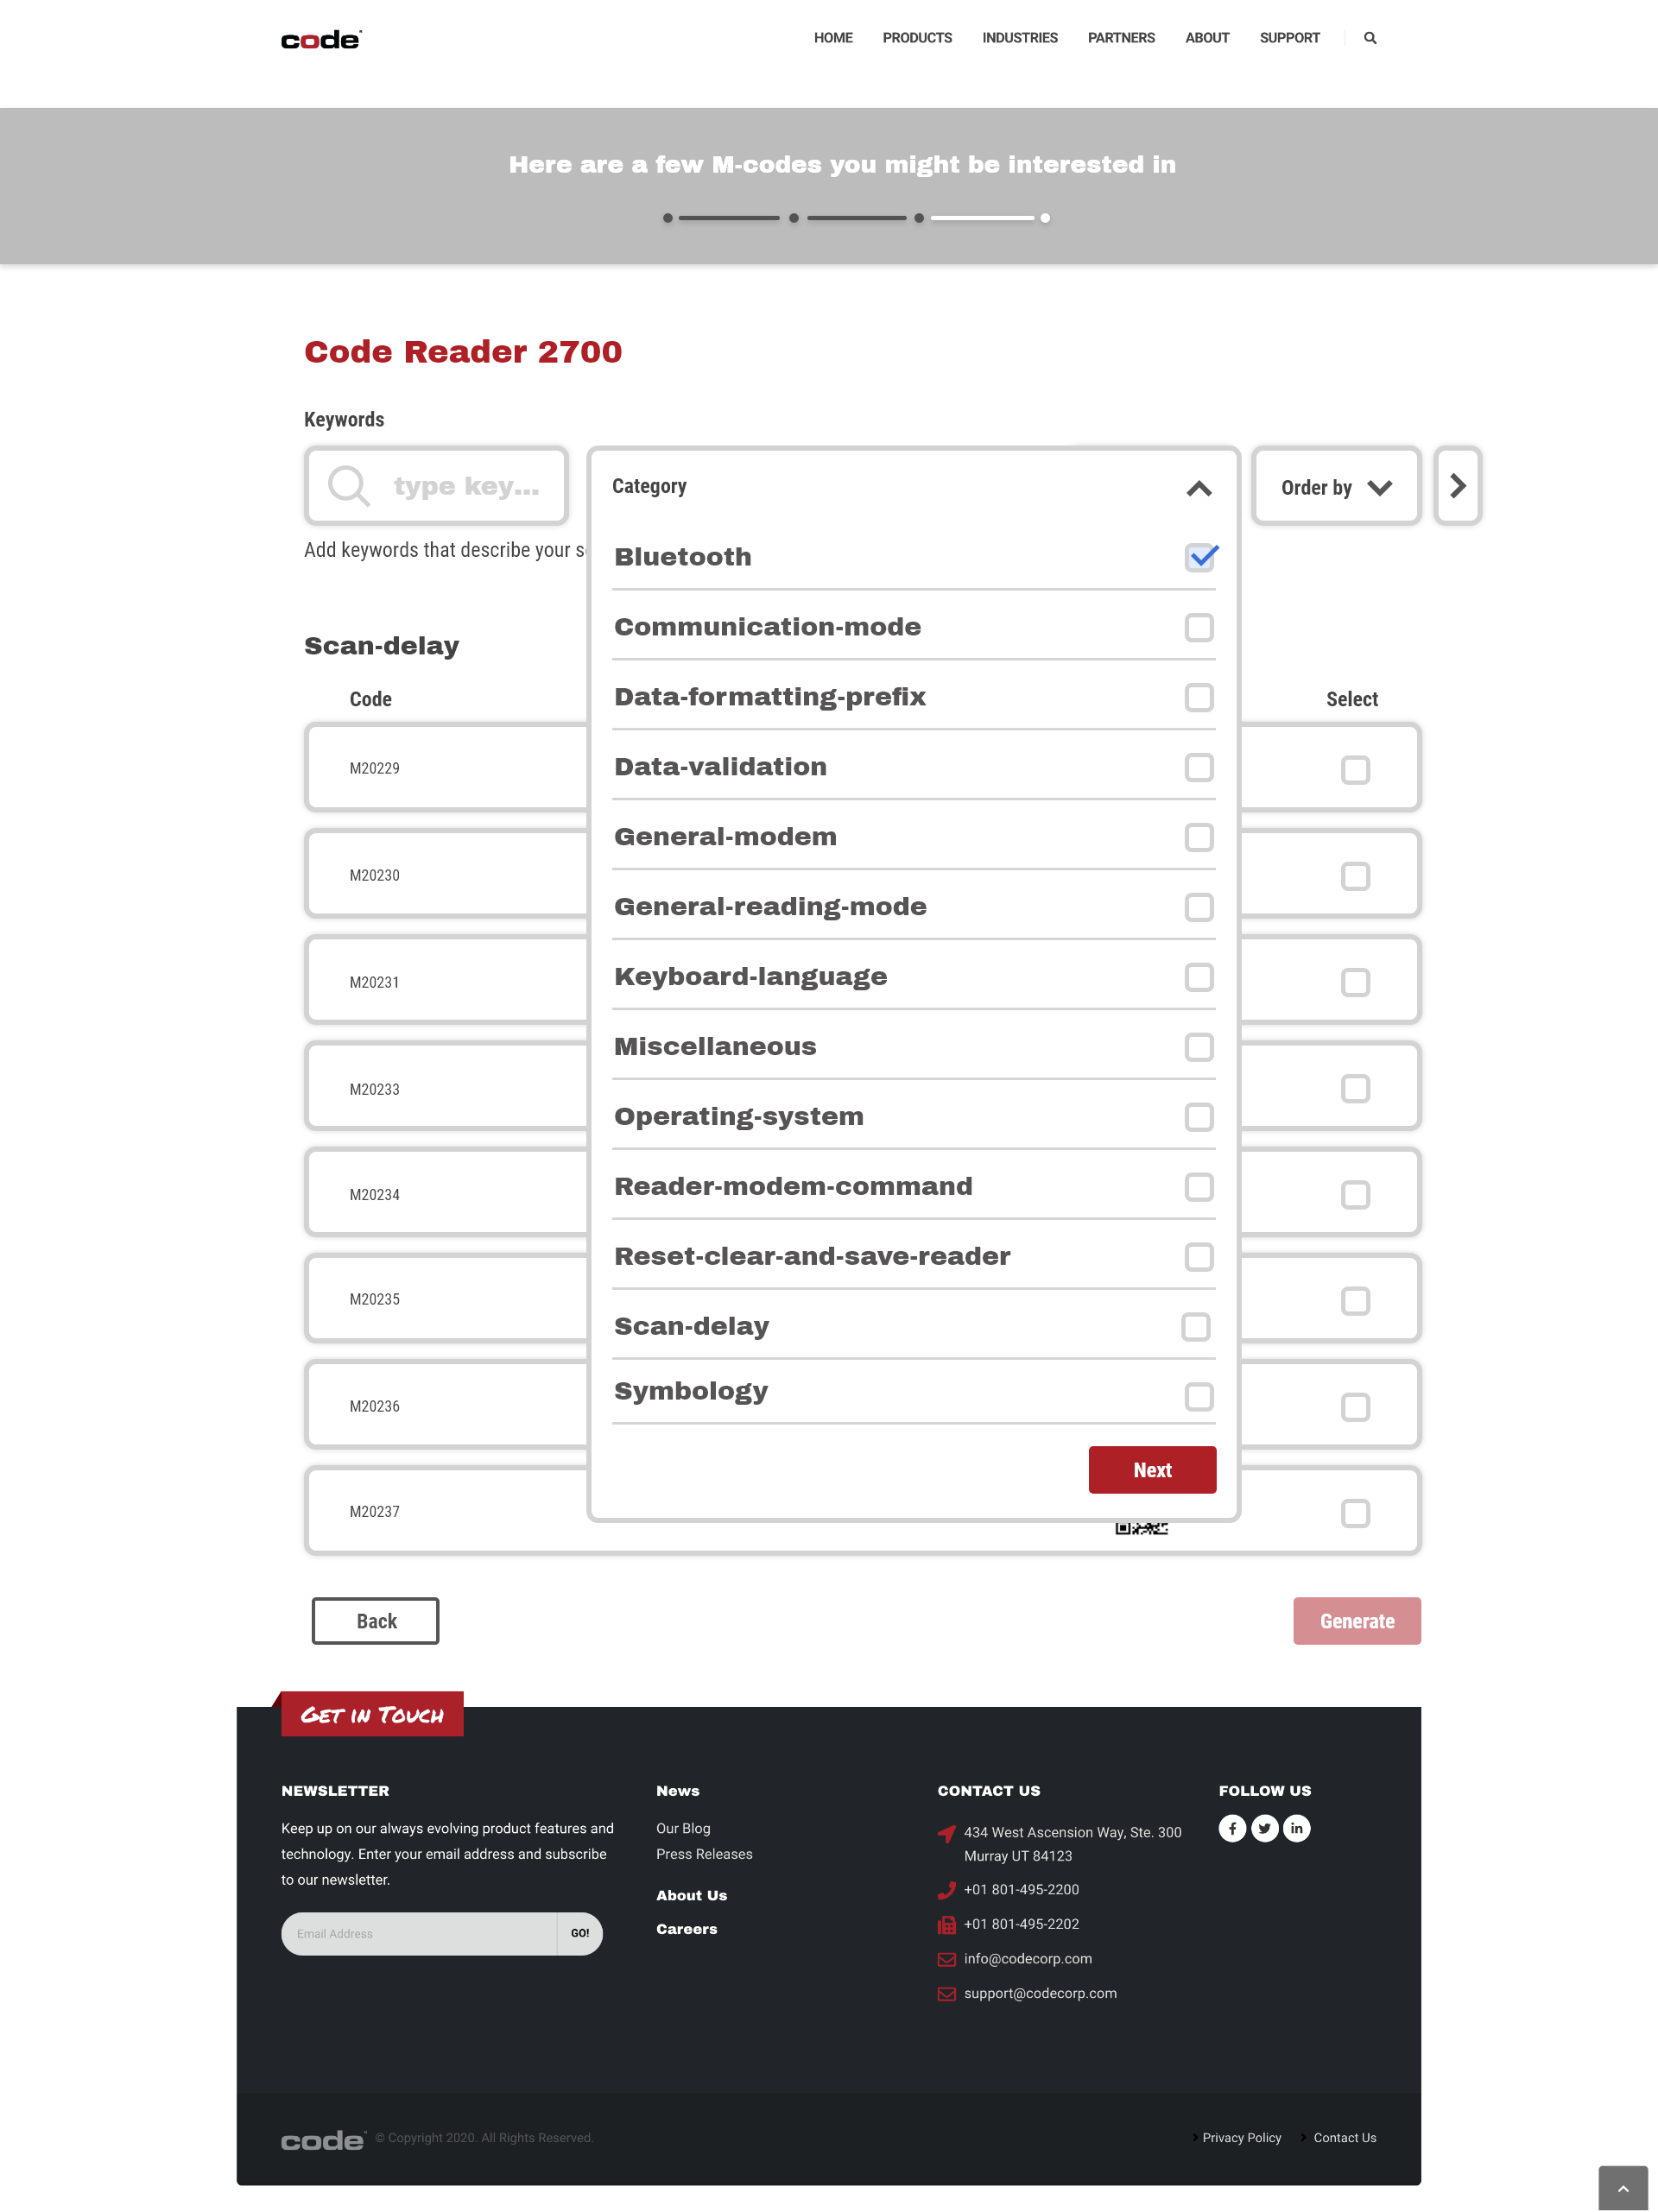 code
HOME PRODUCTS INDUSTRIES PARTNERS ABOUT SUPPORT
Here are a few M-codes you might be interested in
Code Reader 2700
Keywords
type key...
Category
Order by
Add keywords that describe your s
Bluetooth
Communication-mode
Scan-delay
Data-formatting-prefix
Code
Select
Data-validation
M20229
General-modem
M20230
General-reading-mode
Keyboard-language
M20231
Miscellaneous
M20233
Operating-system
Reader-modem-command
M20234
Reset-clear-and-save-reader
M20235
Scan-delay
Symbology
M20236
Next
M20237
Back
Generate
GET IN TOUCH
NEWSLETTER
Keep up on our always evolving product features and
technology. Enter your email address and subscribe
to our newsletter.
Email Address
GO!
News
Our Blog
Press Releases
About Us
Careers
CONTACT US
434 West Ascension Way, Ste. 300
Murray UT 84123
+01 801-495-2200
+01 801-495-2202
info@codecorp.com
support@codecorp.com
FOLLOW US
code © Copyright 2020. All Rights Reserved.
Privacy Policy
Contact Us